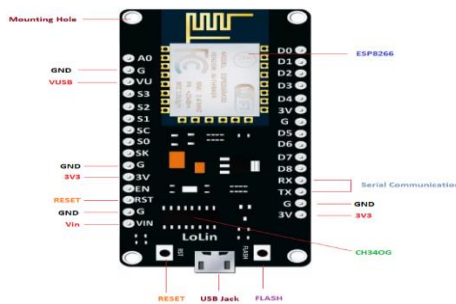 Mounting Hole
GND
VUSB
GND
3V3
RESET
GND
Vin
A0
G
VU
S3
S2
S1
SC
S0
SK
G
3V
EN
RST
G
VIN
D0
D1
D2
D3
D4
3V
G
D5
D6
D7
D8
RX
TX
G
3V
ESP8266
Serial Communication
GND
3V3
CH34OG
LoLin
RST
FLASH
RESET
USB Jack
FLASH